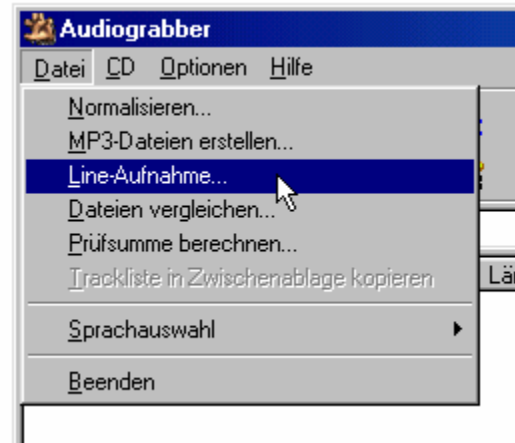 Audiograbber
Datei CD Optionen Hilfe
Normalisieren...
MP3-Dateien erstellen...
Line-Aufnahme...
Dateien vergleichen...
Prüfsumme berechnen...
Trackliste in Zwischenablage kopieren
Sprachauswahl
Beenden